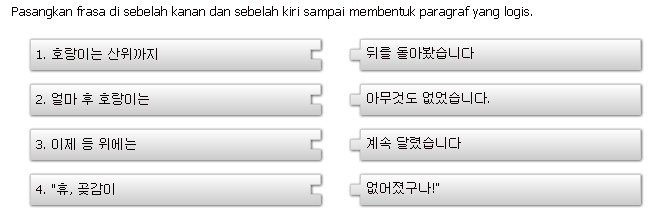 Pasangkan frasa di sebelah kanan dan sebelah kiri sampai membentuk paragraf yang logis.
1. 호랑이는 산위까지
뒤를 돌아봤습니다
2. 얼마 후 호랑이는
아무것도 없었습니다.
3. 이제 등 위에는
계속 달렸습니다
4. "휴, 곶감이
없어졌구나!"